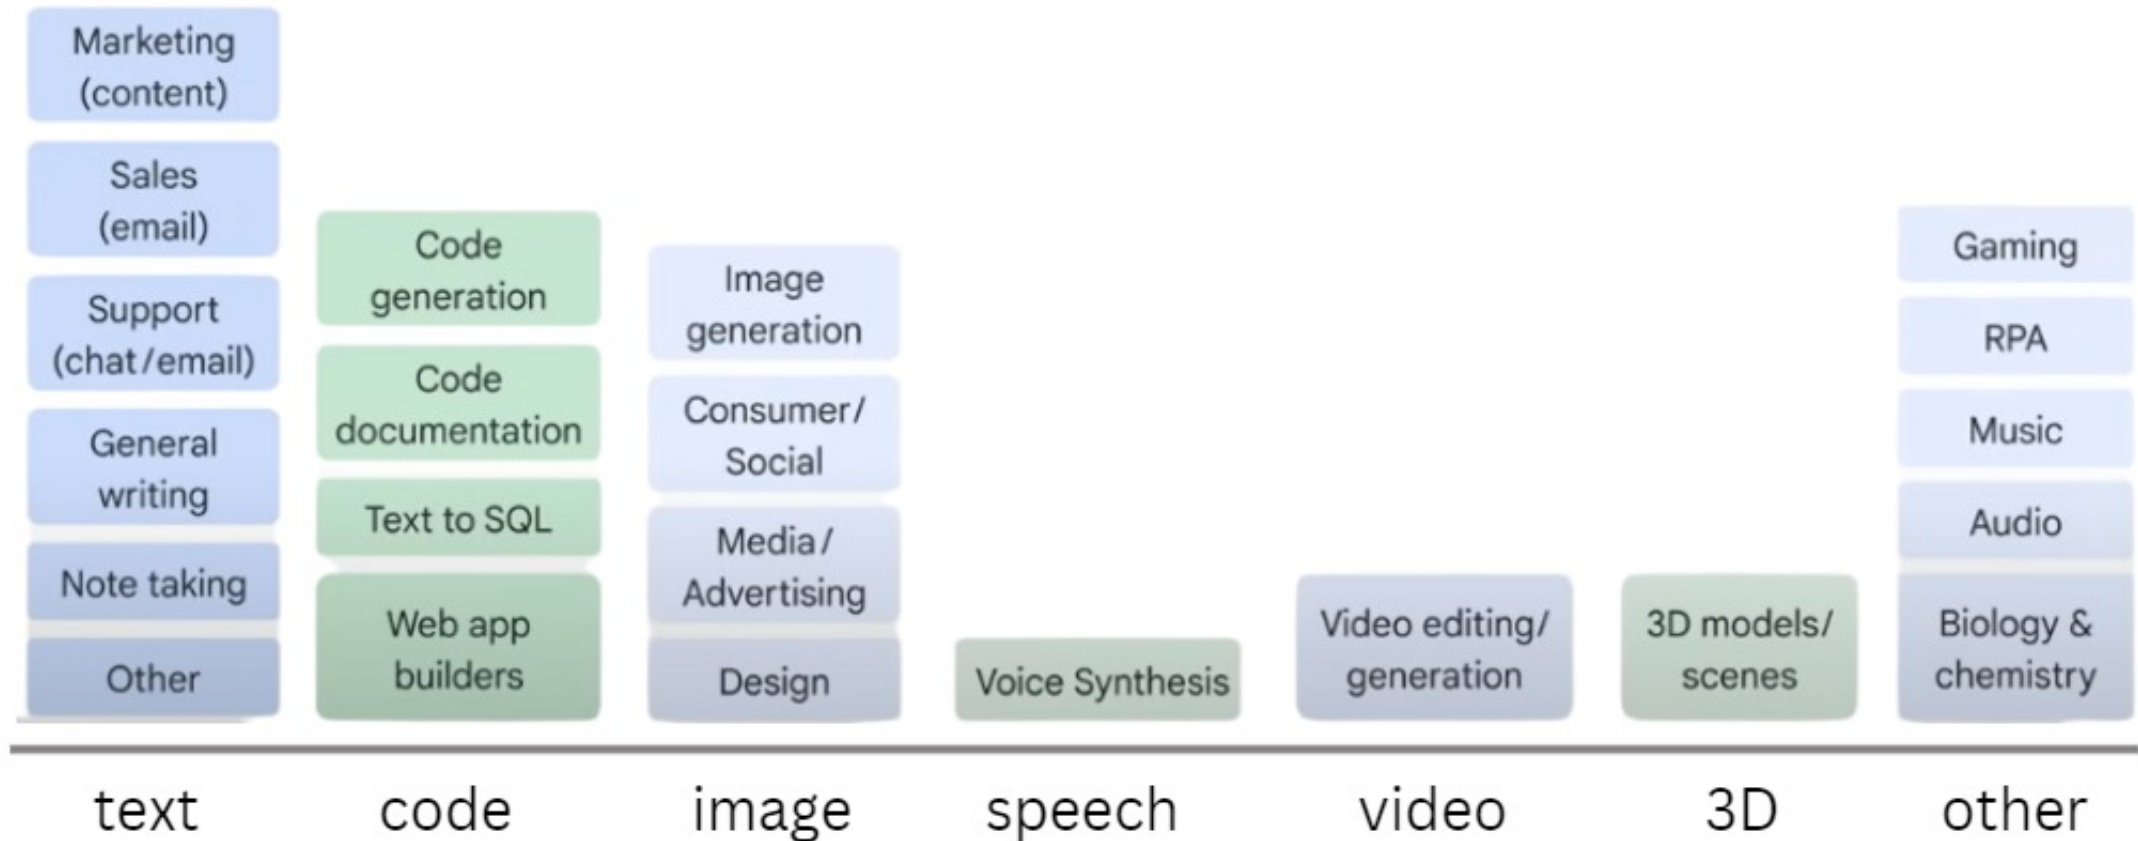 Marketing
(content)
Sales
(email)
Support
(chat/email)
General
writing
Note taking
Other
Code
generation
Code
documentation
Text to SQL
Web app
builders
Image
generation
Consumer/
Social
Media/
Advertising
Design
Voice Synthesis
Video editing/
generation
3D models/
scenes
Gaming
RPA
Music
Audio
Biology &
chemistry
text
code
image
speech
video
3D
other